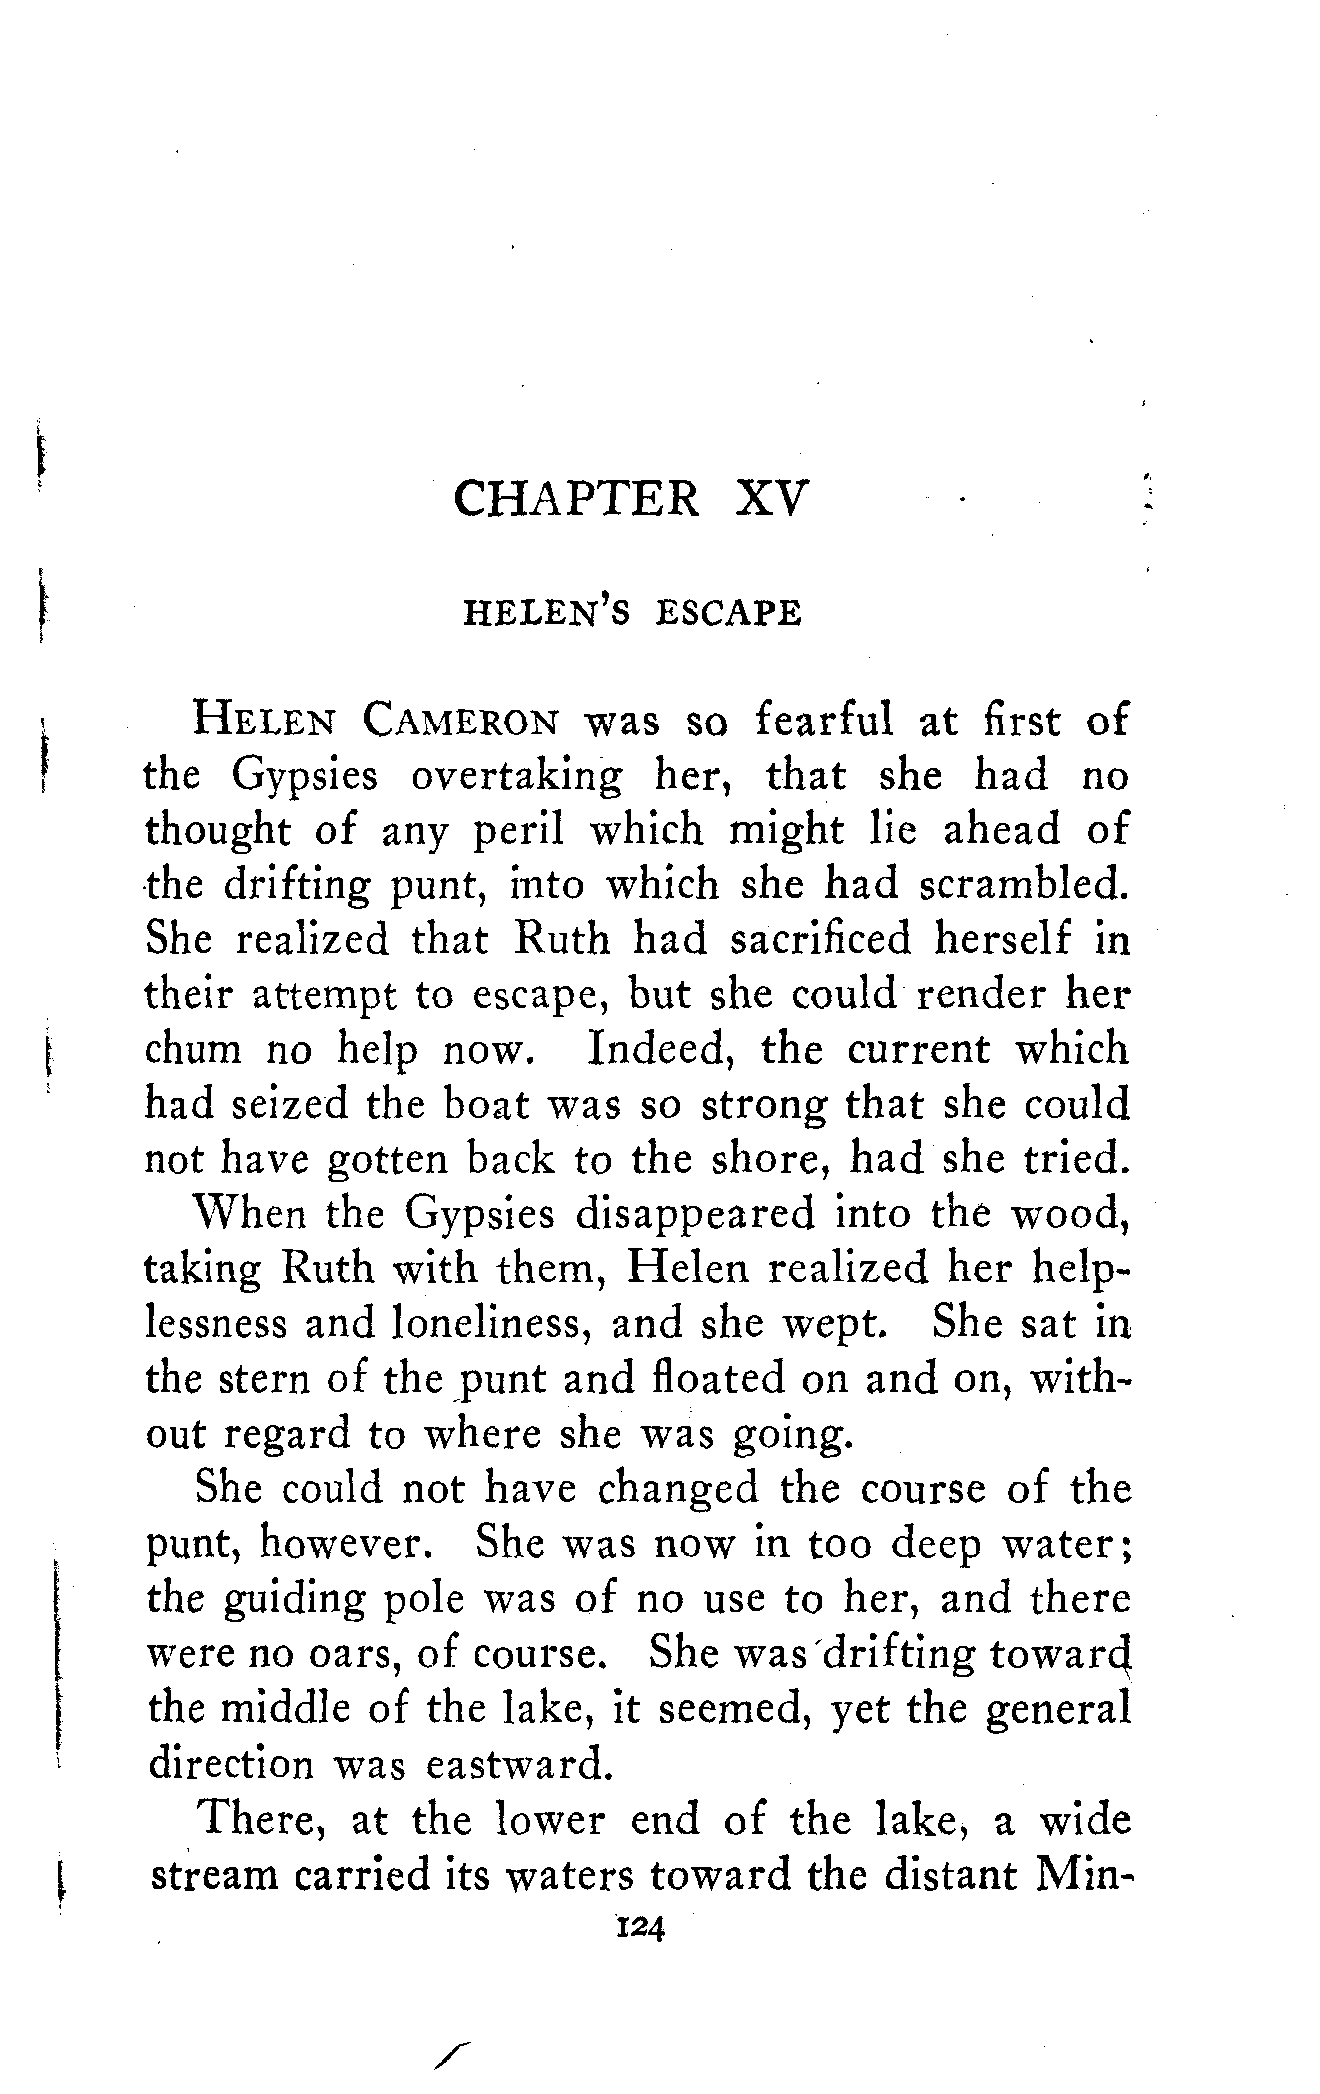 CHAPTER XV
HELEN'S ESCAPE
HELEN CAMERON was so fearful at first of
the Gypsies overtaking her, that she had no
thought of any peril which might lie ahead of
the drifting punt, into which she had scrambled.
She realized that Ruth had sacrificed herself in
their attempt to escape, but she could render her
chum no help now. Indeed, the current which
had seized the boat was so strong that she could
not have gotten back to the shore, had she tried.
When the Gypsies disappeared into the wood,
taking Ruth with them, Helen realized her help-
lessness and loneliness, and she wept. She sat in
the stern of the punt and floated on and on, with-
out regard to where she was going.
She could not have changed the course of the
punt, however. She was now in too deep water;
the guiding pole was of no use to her, and there
were no oars, of course. She was drifting toward
the middle of the lake, it seemed, yet the general
direction was eastward.
There, at the lower end of the lake, a wide
stream carried its waters toward the distant Min-
124